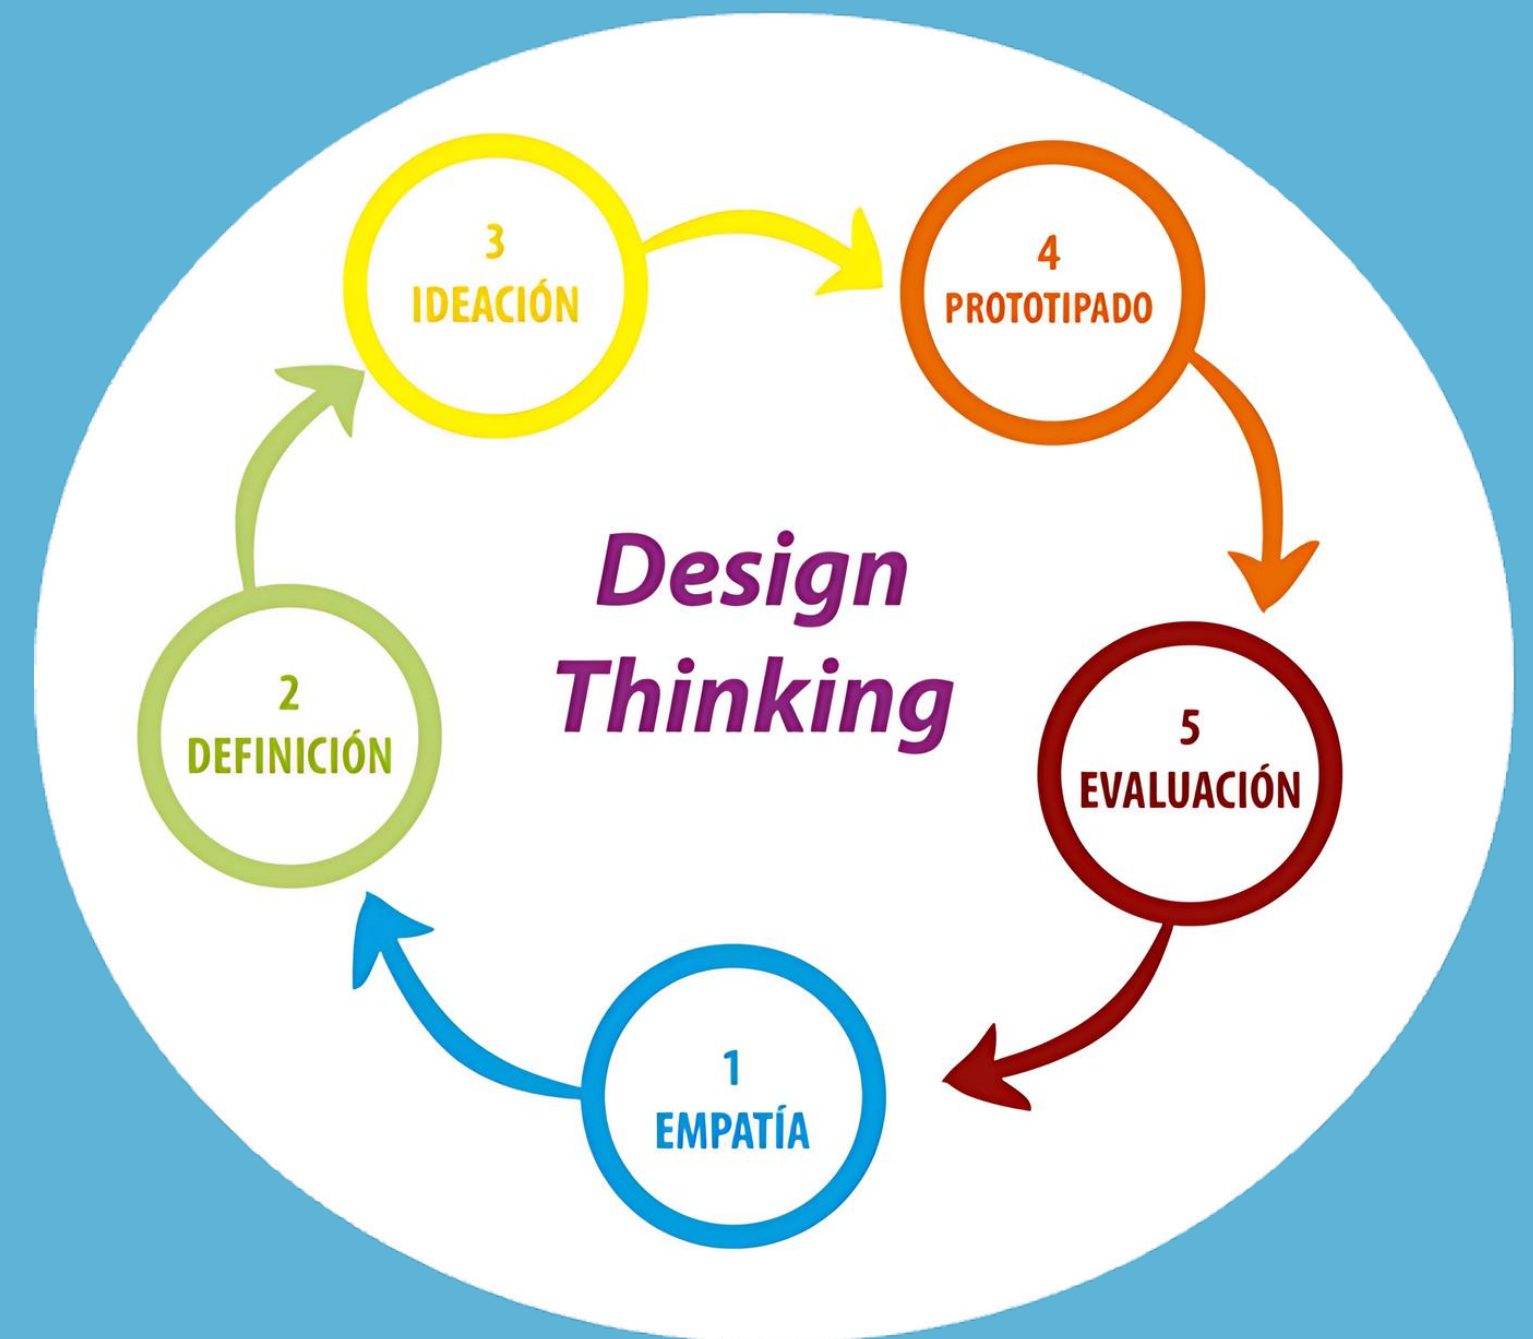 3
IDEACIÓN
4
PROTOTIPADO
Design
Thinking
2
DEFINICIÓN
5
EVALUACIÓN
1
EMPATÍA